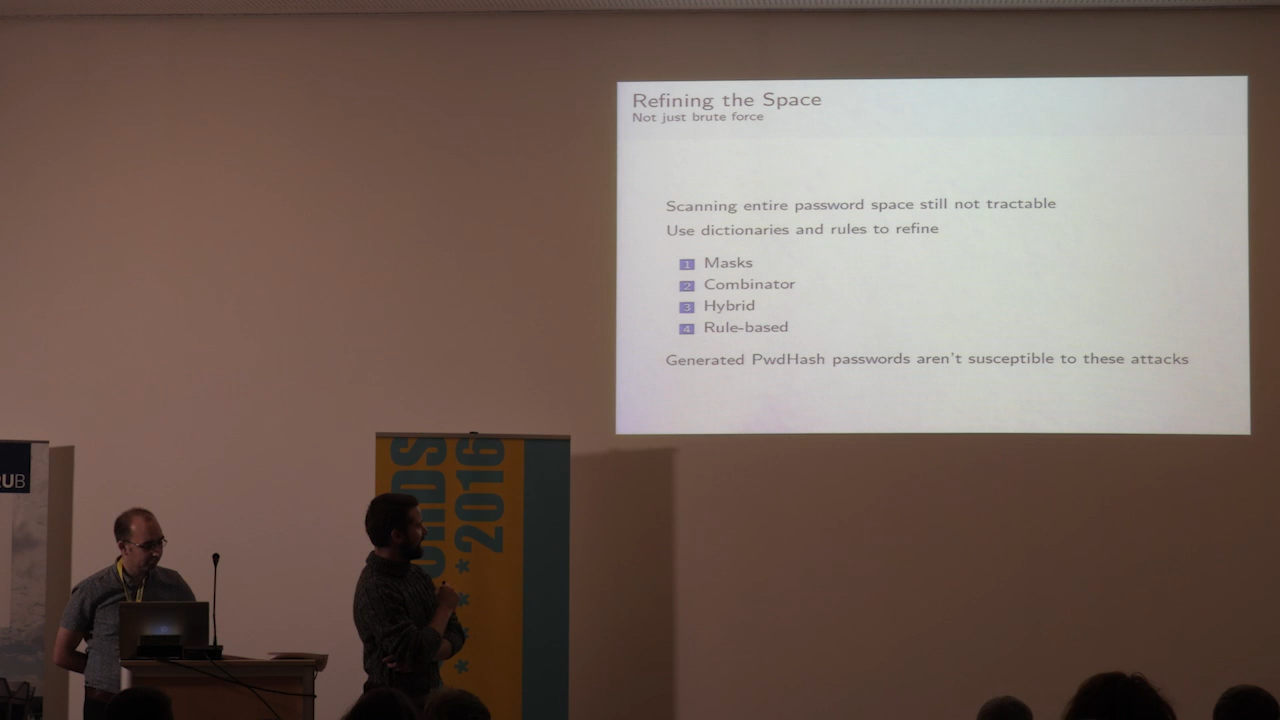 Refining the Space
Not just brute force
Scanning entire password space still not tractable
Use dictionaries and rules to refine
1 Masks
2 Combinator
3 Hybrid
4 Rule-based
Generated PwdHash passwords aren't susceptible to these attacks
2016
UB